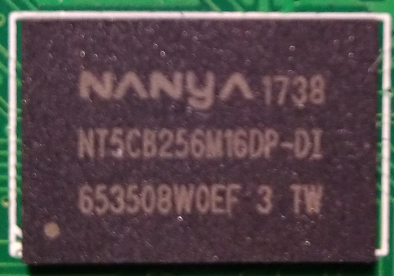 NANYA 1738
NT5CB256M16DP-DI
653508W0EF 3 TW